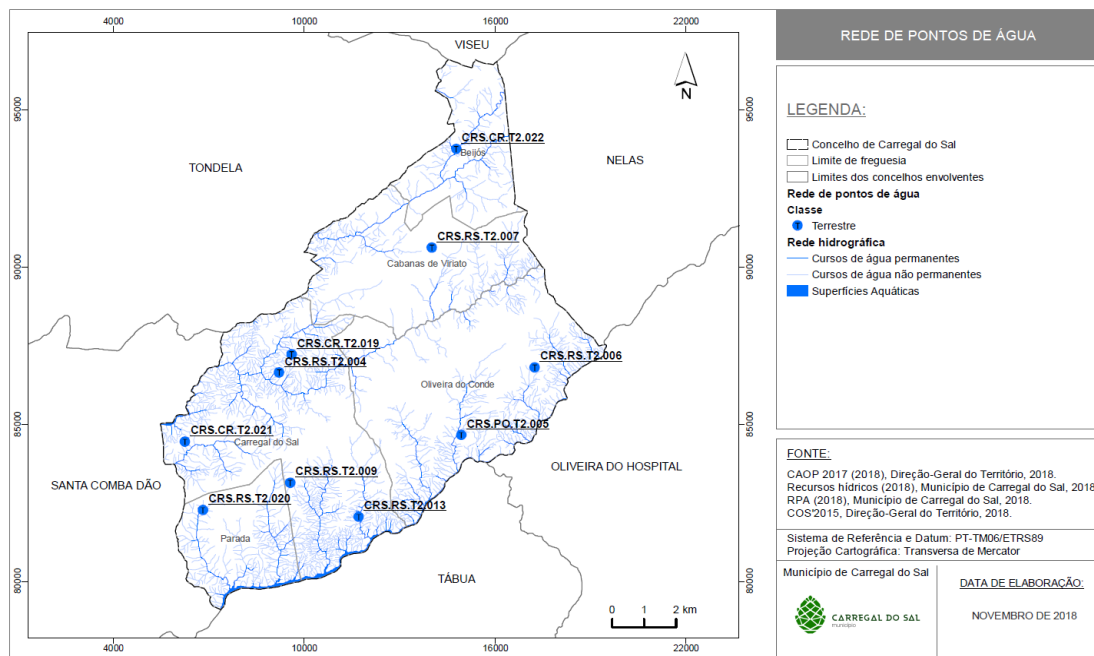 4000 10000 16000 22000
VISEU
N
95000 95000
CRS.CR.T2.022
Beijós
TONDELA
NELAS
CRS.RS.T2.007
90000 90000
Cabanas de Viriato
CRS.CR.T2.019
CRS.RS.T2.004
CRS.RS.T2.006
Oliveira do Conde
85000 85000
CRS.CR.T2.021
CRS.PO.T2.005
Carregal do Sal
OLIVEIRA DO HOSPITAL
SANTA COMBA DÃO
CRS.RS.T2.009
CRS.RS.T2.020
CRS.RS.T2.013
Parada
80000 80000
TÁBUA
0 1 2 km
4000 10000 16000 22000
REDE DE PONTOS DE ÁGUA
LEGENDA:
Concelho de Carregal do Sal
Limite de freguesia
Limites dos concelhos envolventes
Rede de pontos de água
Classe
T Terrestre
Rede hidrográfica
Cursos de água permanentes
Cursos de água não permanentes
Superfícies Aquáticas
FONTE:
CAOP 2017 (2018), Direção-Geral do Território, 2018.
Recursos hídricos (2018), Município de Carregal do Sal, 2018
RPA (2018), Município de Carregal do Sal, 2018.
COS'2015, Direção-Geral do Território, 2018.
Sistema de Referência e Datum: PT-TM06/ETRS89
Projeção Cartográfica: Transversa de Mercator
Município de Carregal do Sal
CARREGAL DO SAL
município
DATA DE ELABORAÇÃO:
NOVEMBRO DE 2018